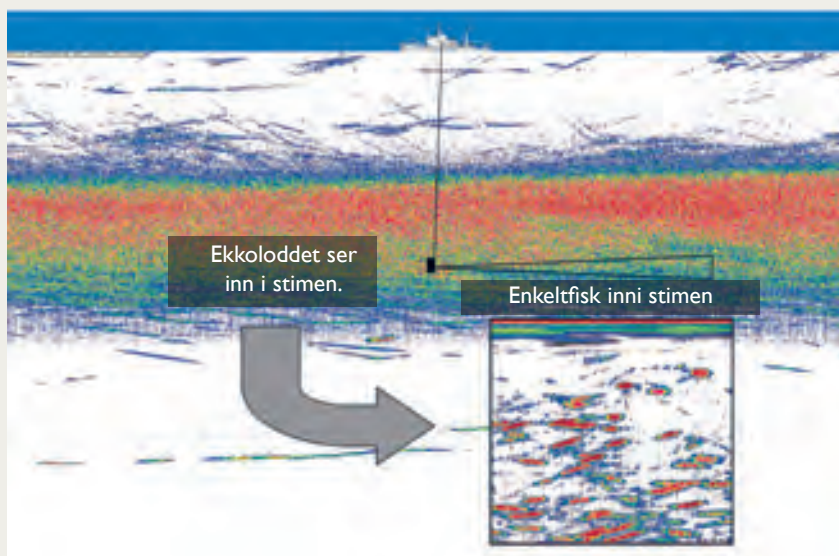 Ekkoloddet ser
inn i stimen.
Enkeltfisk inni stimen